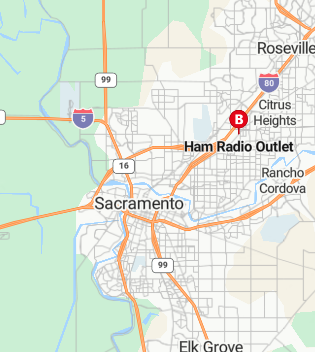 Roseville
99
80
B
Citrus
Heights
5
Ham Radio Outlet
16
Rancho
Cordova
Sacramento
99
Elk Grove